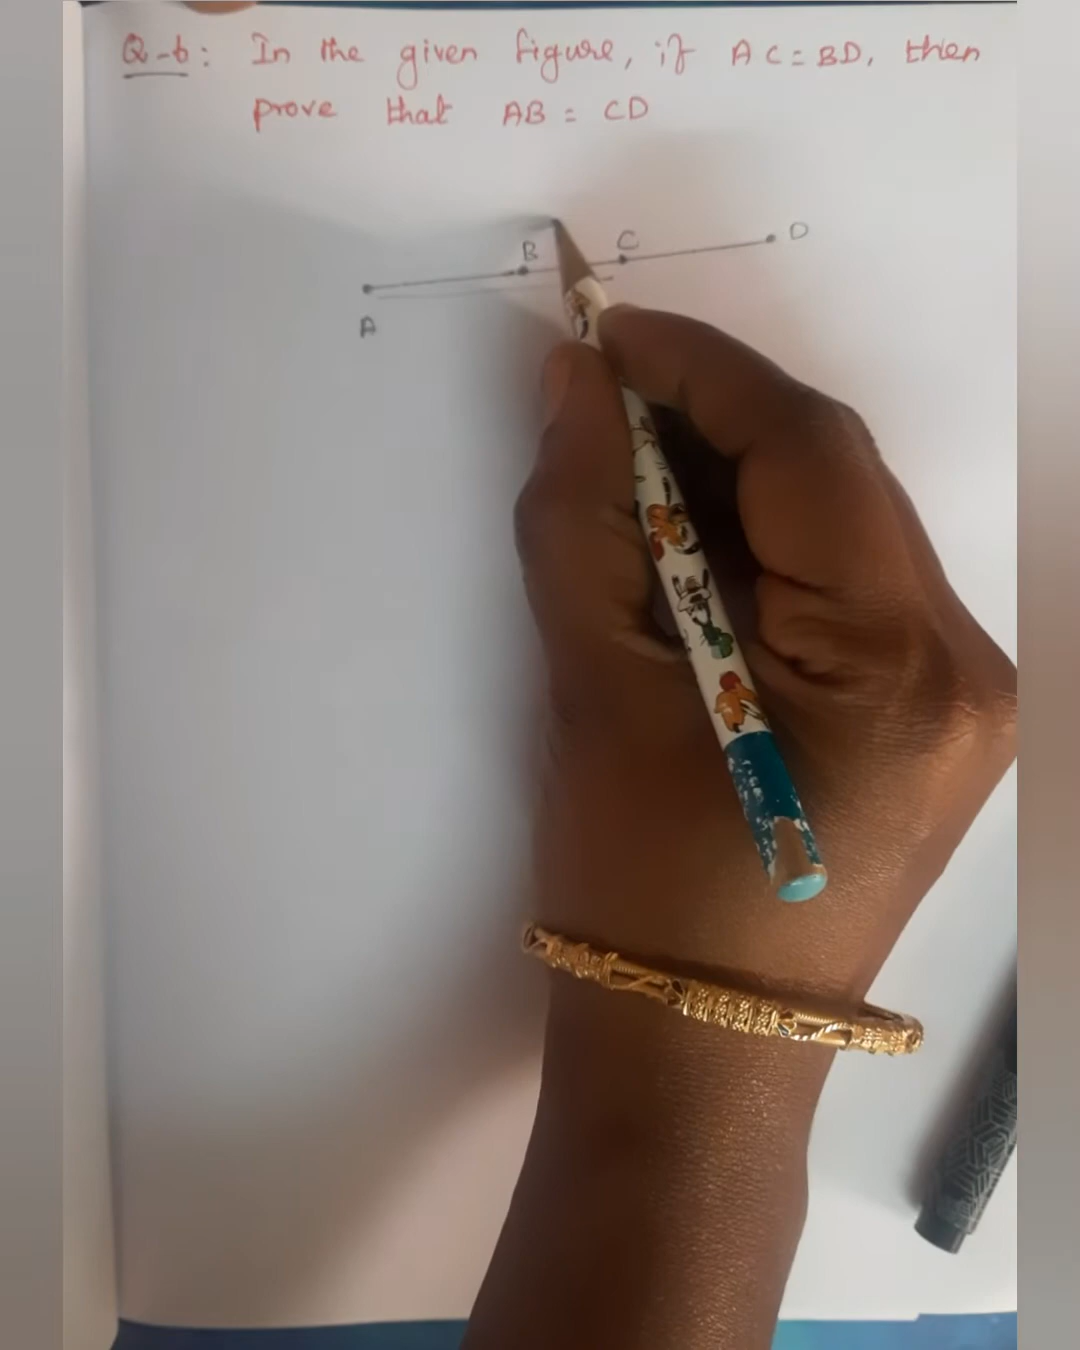 Q-6: In the given figure, if AC = BD, then
prove that AB = CD
B C D
A